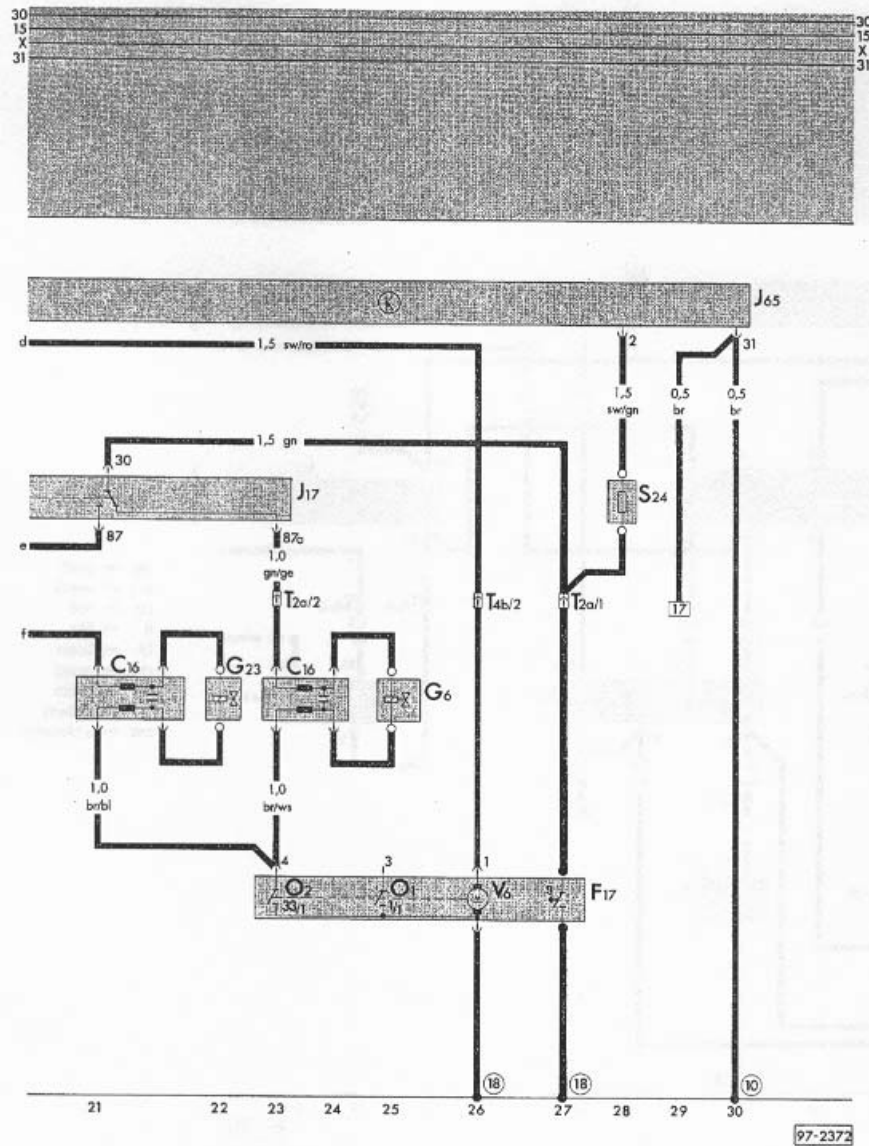 30 30
15 15
X X
31 31
K J65
d
1,5 sw/ro
2 31
1,5 sw/gn
0,5 br
0,5 br
1,5 gn
30
J17
S24
87 87a
e
1,0 gn/ge
T2a/2 T4b/2 T2a/1
17
f
C16 G23 C16 G6
1,0 br/bl
1,0 br/ws
4 3 1
O2 O1 V6 F17
33/1 1/1
18 18 10
21 22 23 24 25 26 27 28 29 30
97-2372